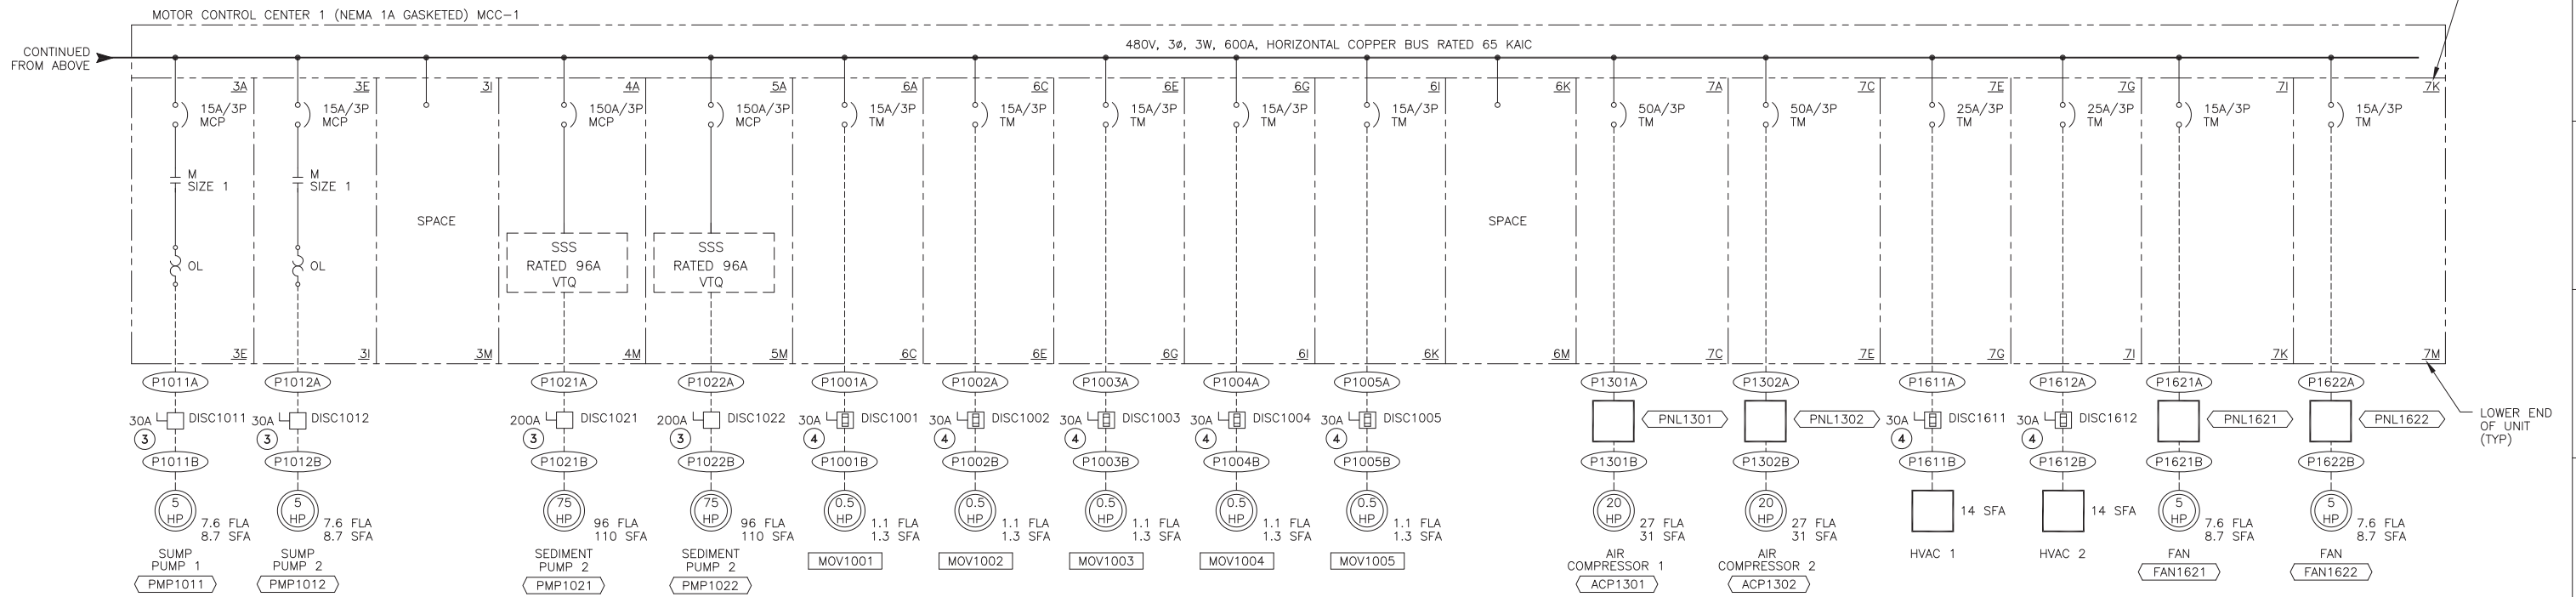 MOTOR CONTROL CENTER 1 (NEMA 1A GASKETED) MCC-1
CONTINUED
FROM ABOVE
480V, 3ø, 3W, 600A, HORIZONTAL COPPER BUS RATED 65 KAIC
3A
3E
3I
4A
5A
6A
6C
6E
6G
6I
6K
7A
7C
7E
7G
7I
7K
15A/3P
MCP
15A/3P
MCP
150A/3P
MCP
150A/3P
MCP
15A/3P
TM
15A/3P
TM
15A/3P
TM
15A/3P
TM
15A/3P
TM
50A/3P
TM
50A/3P
TM
25A/3P
TM
25A/3P
TM
15A/3P
TM
15A/3P
TM
M
SIZE 1
M
SIZE 1
SPACE
SPACE
OL
OL
SSS
RATED 96A
VTQ
SSS
RATED 96A
VTQ
3E
3I
3M
4M
5M
6C
6E
6G
6I
6K
6M
7C
7E
7G
7I
7K
7M
P1011A
P1012A
P1021A
P1022A
P1001A
P1002A
P1003A
P1004A
P1005A
P1301A
P1302A
P1611A
P1612A
P1621A
P1622A
30A DISC1011
3
30A DISC1012
3
200A DISC1021
3
200A DISC1022
3
30A DISC1001
4
30A DISC1002
4
30A DISC1003
4
30A DISC1004
4
30A DISC1005
4
PNL1301
PNL1302
30A DISC1611
4
30A DISC1612
4
PNL1621
PNL1622
LOWER END
OF UNIT
(TYP)
P1011B
P1012B
P1021B
P1022B
P1001B
P1002B
P1003B
P1004B
P1005B
P1301B
P1302B
P1611B
P1612B
P1621B
P1622B
5
HP
7.6 FLA
8.7 SFA
SUMP
PUMP 1
PMP1011
5
HP
7.6 FLA
8.7 SFA
SUMP
PUMP 2
PMP1012
75
HP
96 FLA
110 SFA
SEDIMENT
PUMP 2
PMP1021
75
HP
96 FLA
110 SFA
SEDIMENT
PUMP 2
PMP1022
0.5
HP
1.1 FLA
1.3 SFA
MOV1001
0.5
HP
1.1 FLA
1.3 SFA
MOV1002
0.5
HP
1.1 FLA
1.3 SFA
MOV1003
0.5
HP
1.1 FLA
1.3 SFA
MOV1004
0.5
HP
1.1 FLA
1.3 SFA
MOV1005
20
HP
27 FLA
31 SFA
AIR
COMPRESSOR 1
ACP1301
20
HP
27 FLA
31 SFA
AIR
COMPRESSOR 2
ACP1302
14 SFA
HVAC 1
14 SFA
HVAC 2
5
HP
7.6 FLA
8.7 SFA
FAN
FAN1621
5
HP
7.6 FLA
8.7 SFA
FAN
FAN1622